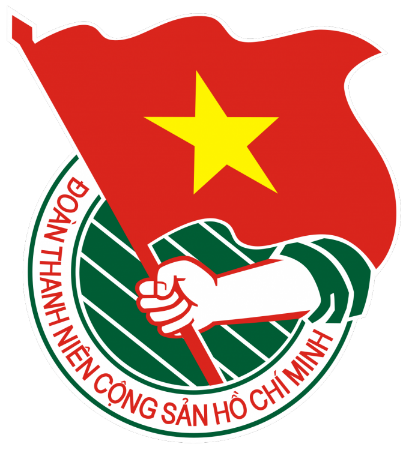 ĐOÀN THANH NIÊN CỘNG SẢN HỒ CHÍ MINH